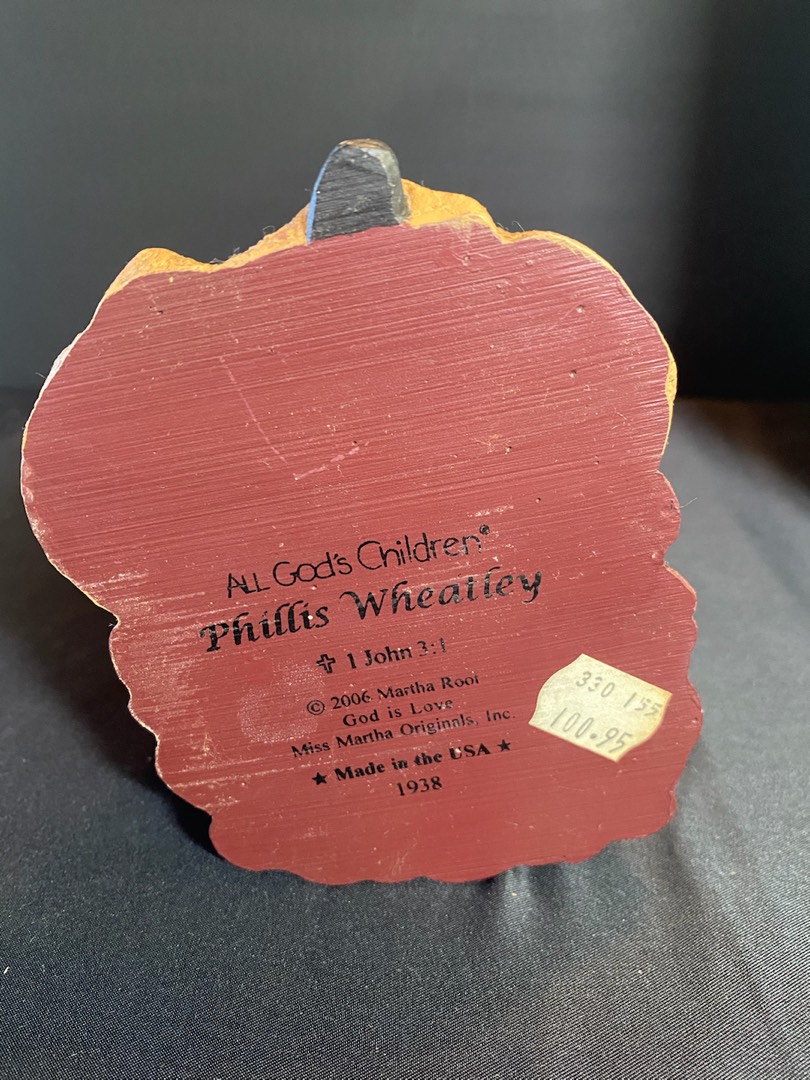 ALL God's Children®
Phillis Wheatley
✞ 1 John 3:1
© 2006 Martha Root
God is Love
Miss Martha Originals, Inc.
★ Made in the USA ★
1938
330 155
100.95